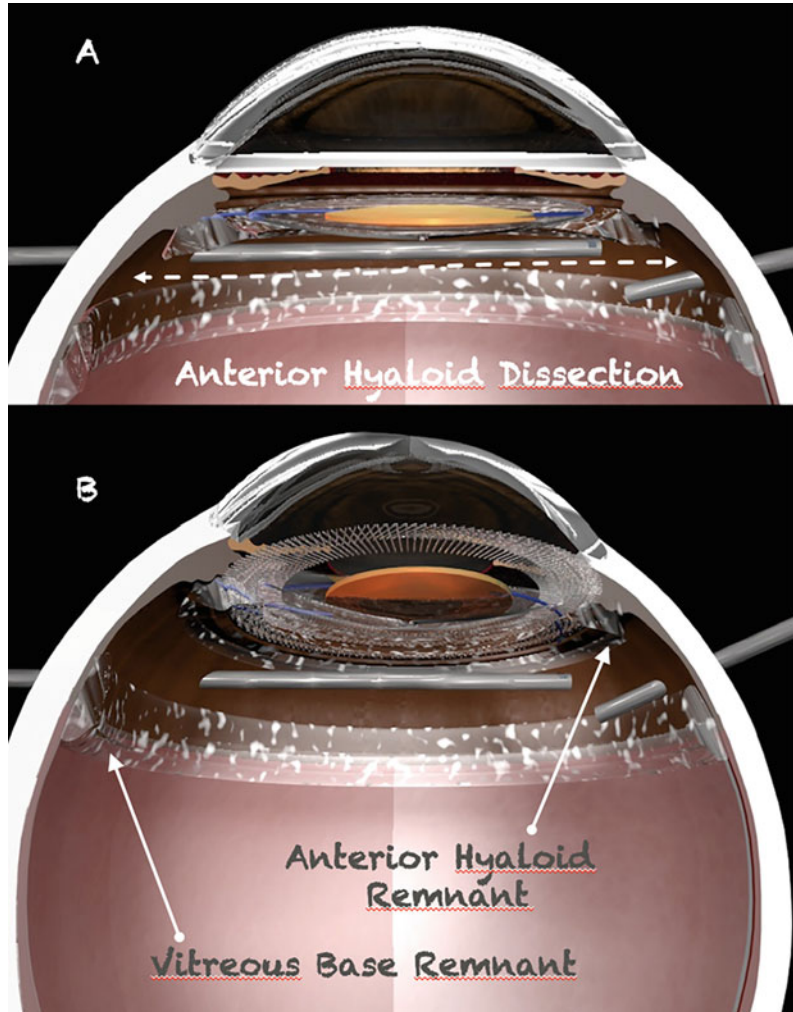 A
Anterior Hyaloid Dissection
B
Anterior Hyaloid
Remnant
Vitreous Base Remnant